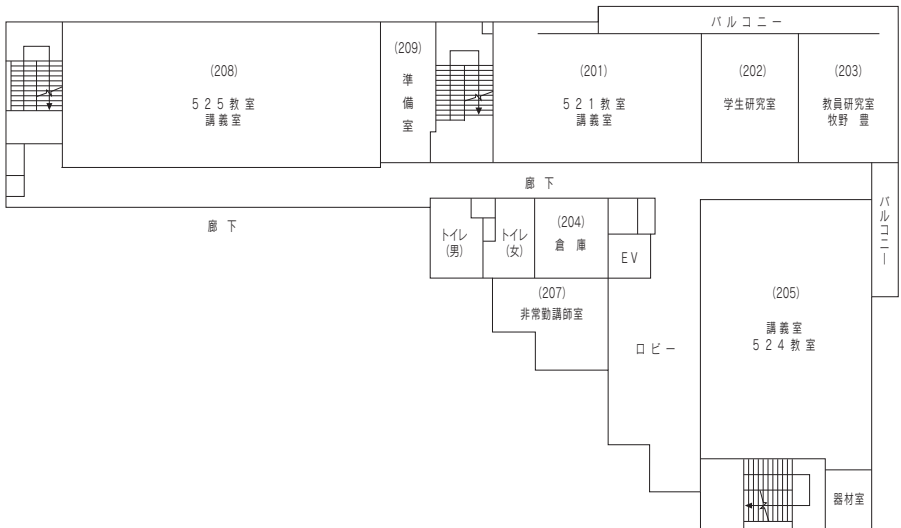 バルコニー
(208)
525教室
講義室
(209)
準
備
室
(201)
521教室
講義室
(202)
学生研究室
(203)
教員研究室
牧野 豊
廊 下
バルコニー
廊 下
トイレ
(男)
トイレ
(女)
(204)
倉 庫
EV
(207)
非常勤講師室
ロビー
(205)
講義室
524教室
器材室